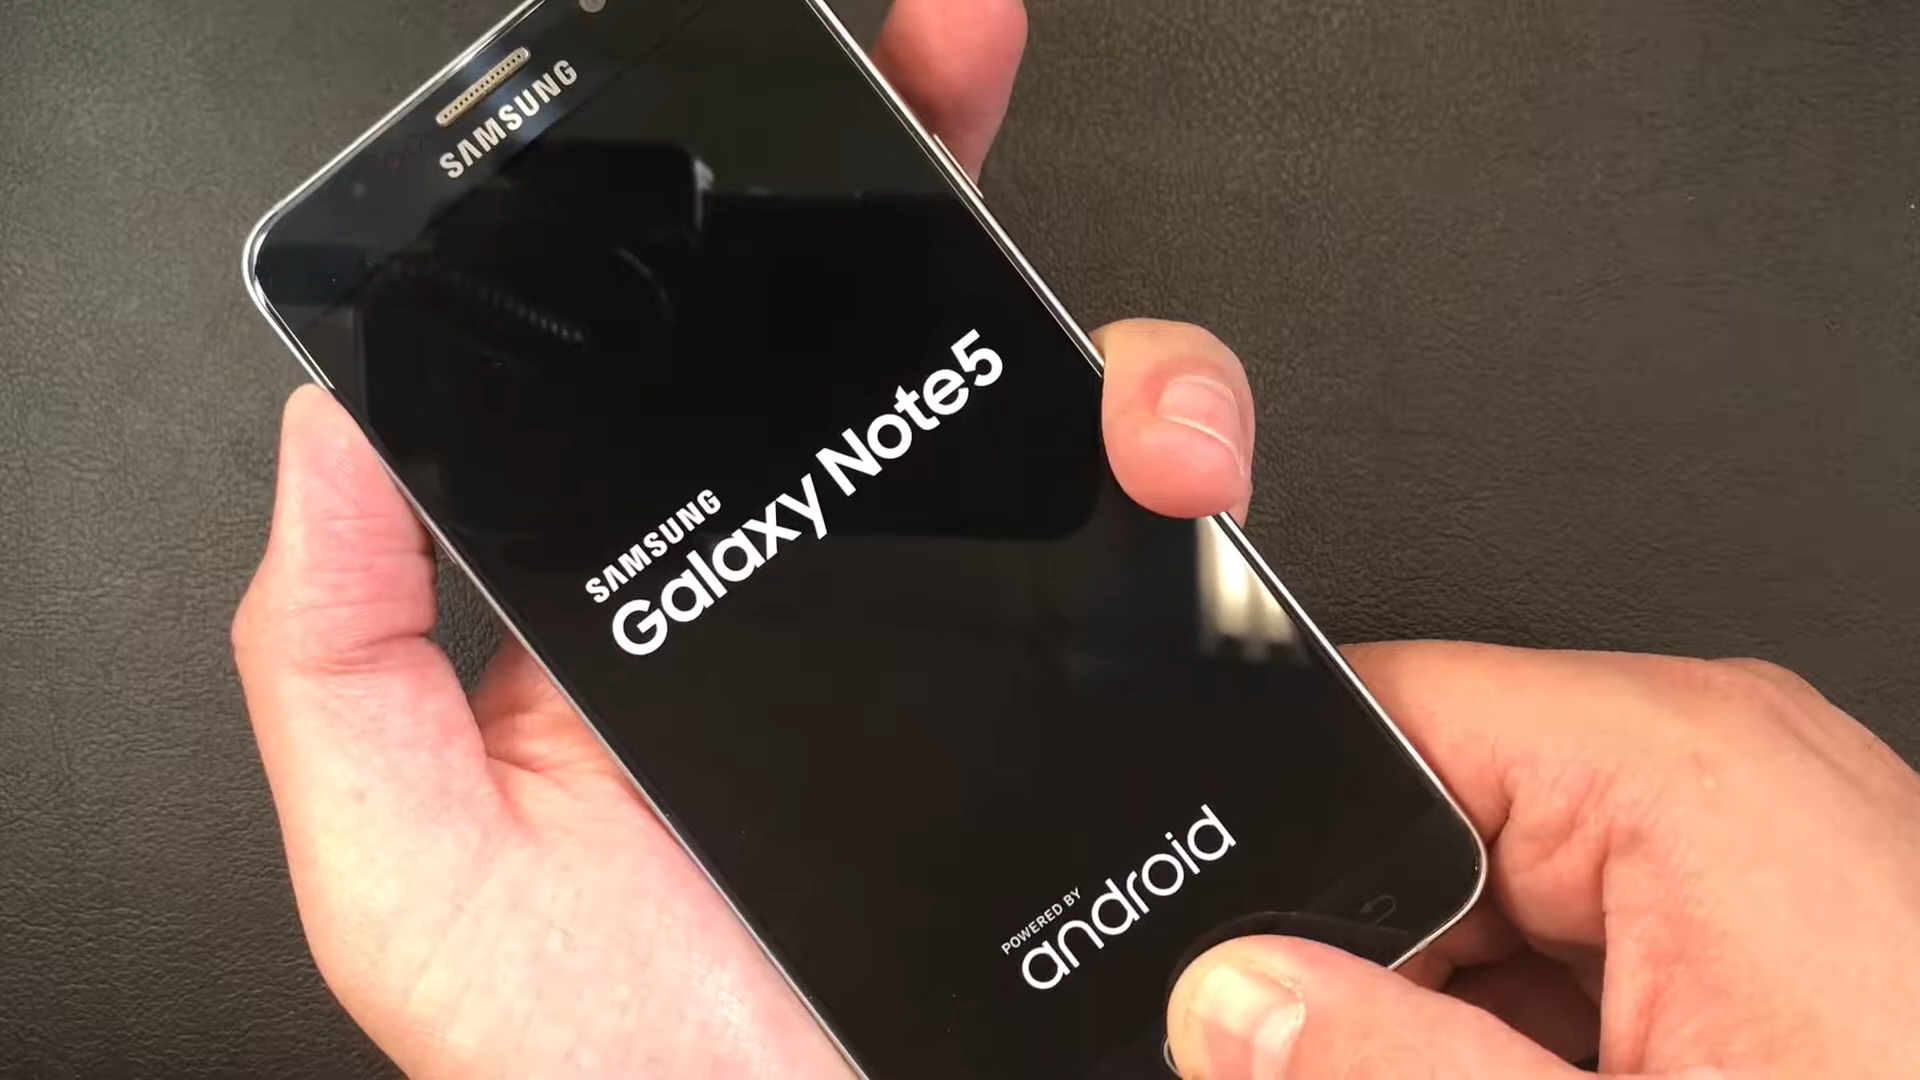 SAMSUNG
SAMSUNG
Galaxy Note5
POWERED BY
android